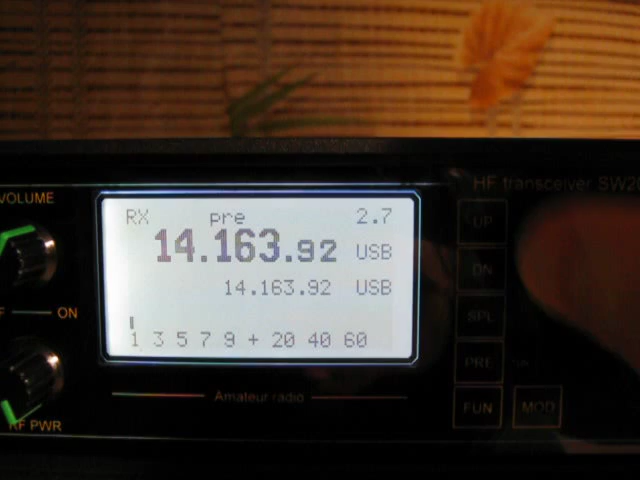 HF transceiver SW20
VOLUME
RX pre 2.7
14.163.92 USB
14.163.92 USB
1 3 5 7 9 + 20 40 60
ON
RF PWR
Amateur radio
UP
DN
SPL
PRE
FUN MOD